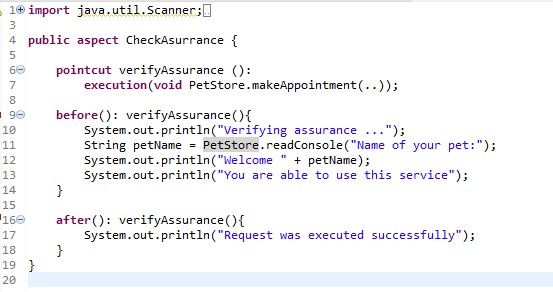 1 import java.util.Scanner;
3
4 public aspect CheckAsurrance {
5
6 pointcut verifyAssurance ():
7 execution(void PetStore.makeAppointment(..));
8
9 before(): verifyAssurance(){
10 System.out.println("Verifying assurance ...");
11 String petName = PetStore.readConsole("Name of your pet:");
12 System.out.println("Welcome " + petName);
13 System.out.println("You are able to use this service");
14 }
15
16 after(): verifyAssurance(){
17 System.out.println("Request was executed successfully");
18 }
19 }
20